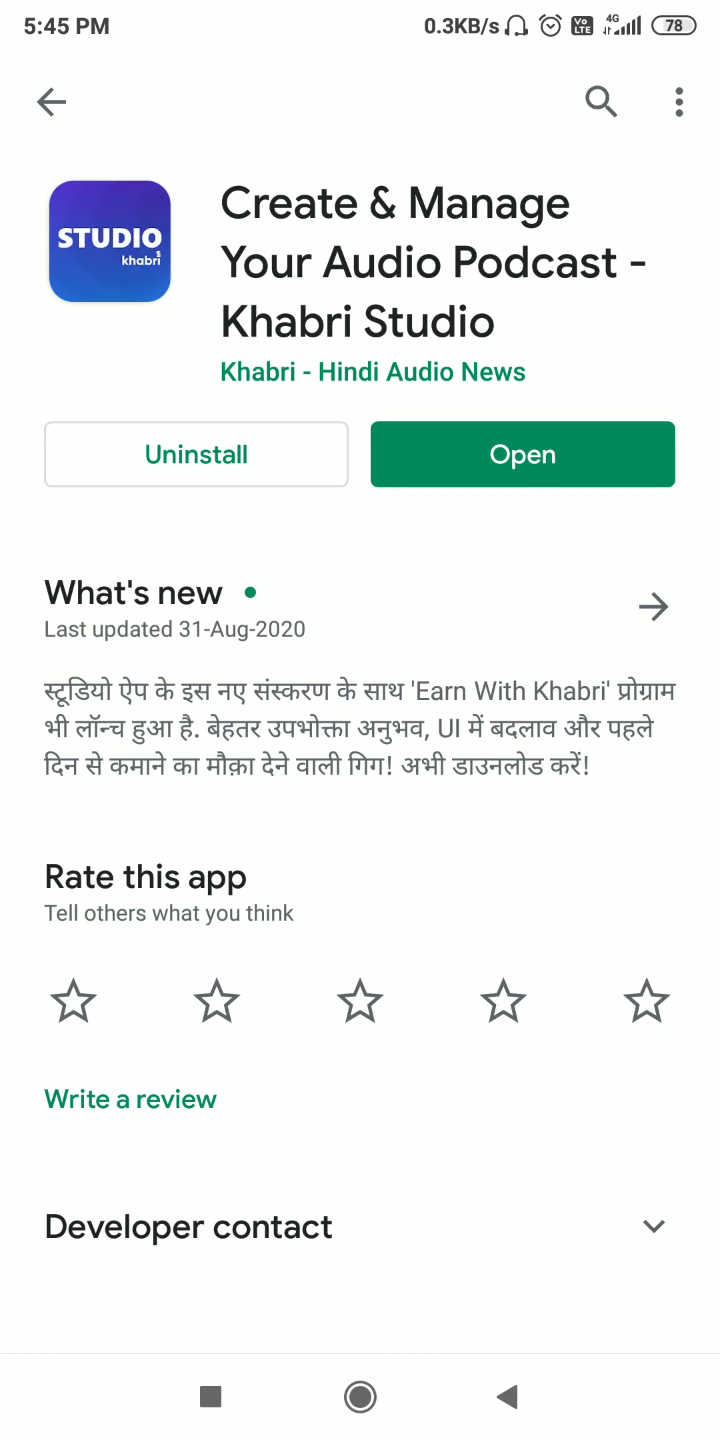 5:45 PM
0.3KB/s
Vo
LTE
4G
78
STUDIO
khabri
Create & Manage
Your Audio Podcast -
Khabri Studio
Khabri - Hindi Audio News
Uninstall
Open
What's new
Last updated 31-Aug-2020
स्टूडियो ऐप के इस नए संस्करण के साथ 'Earn With Khabri' प्रोग्राम
भी लॉन्च हुआ है. बेहतर उपभोक्ता अनुभव, UI में बदलाव और पहले
दिन से कमाने का मौक़ा देने वाली गिग! अभी डाउनलोड करें!
Rate this app
Tell others what you think
Write a review
Developer contact